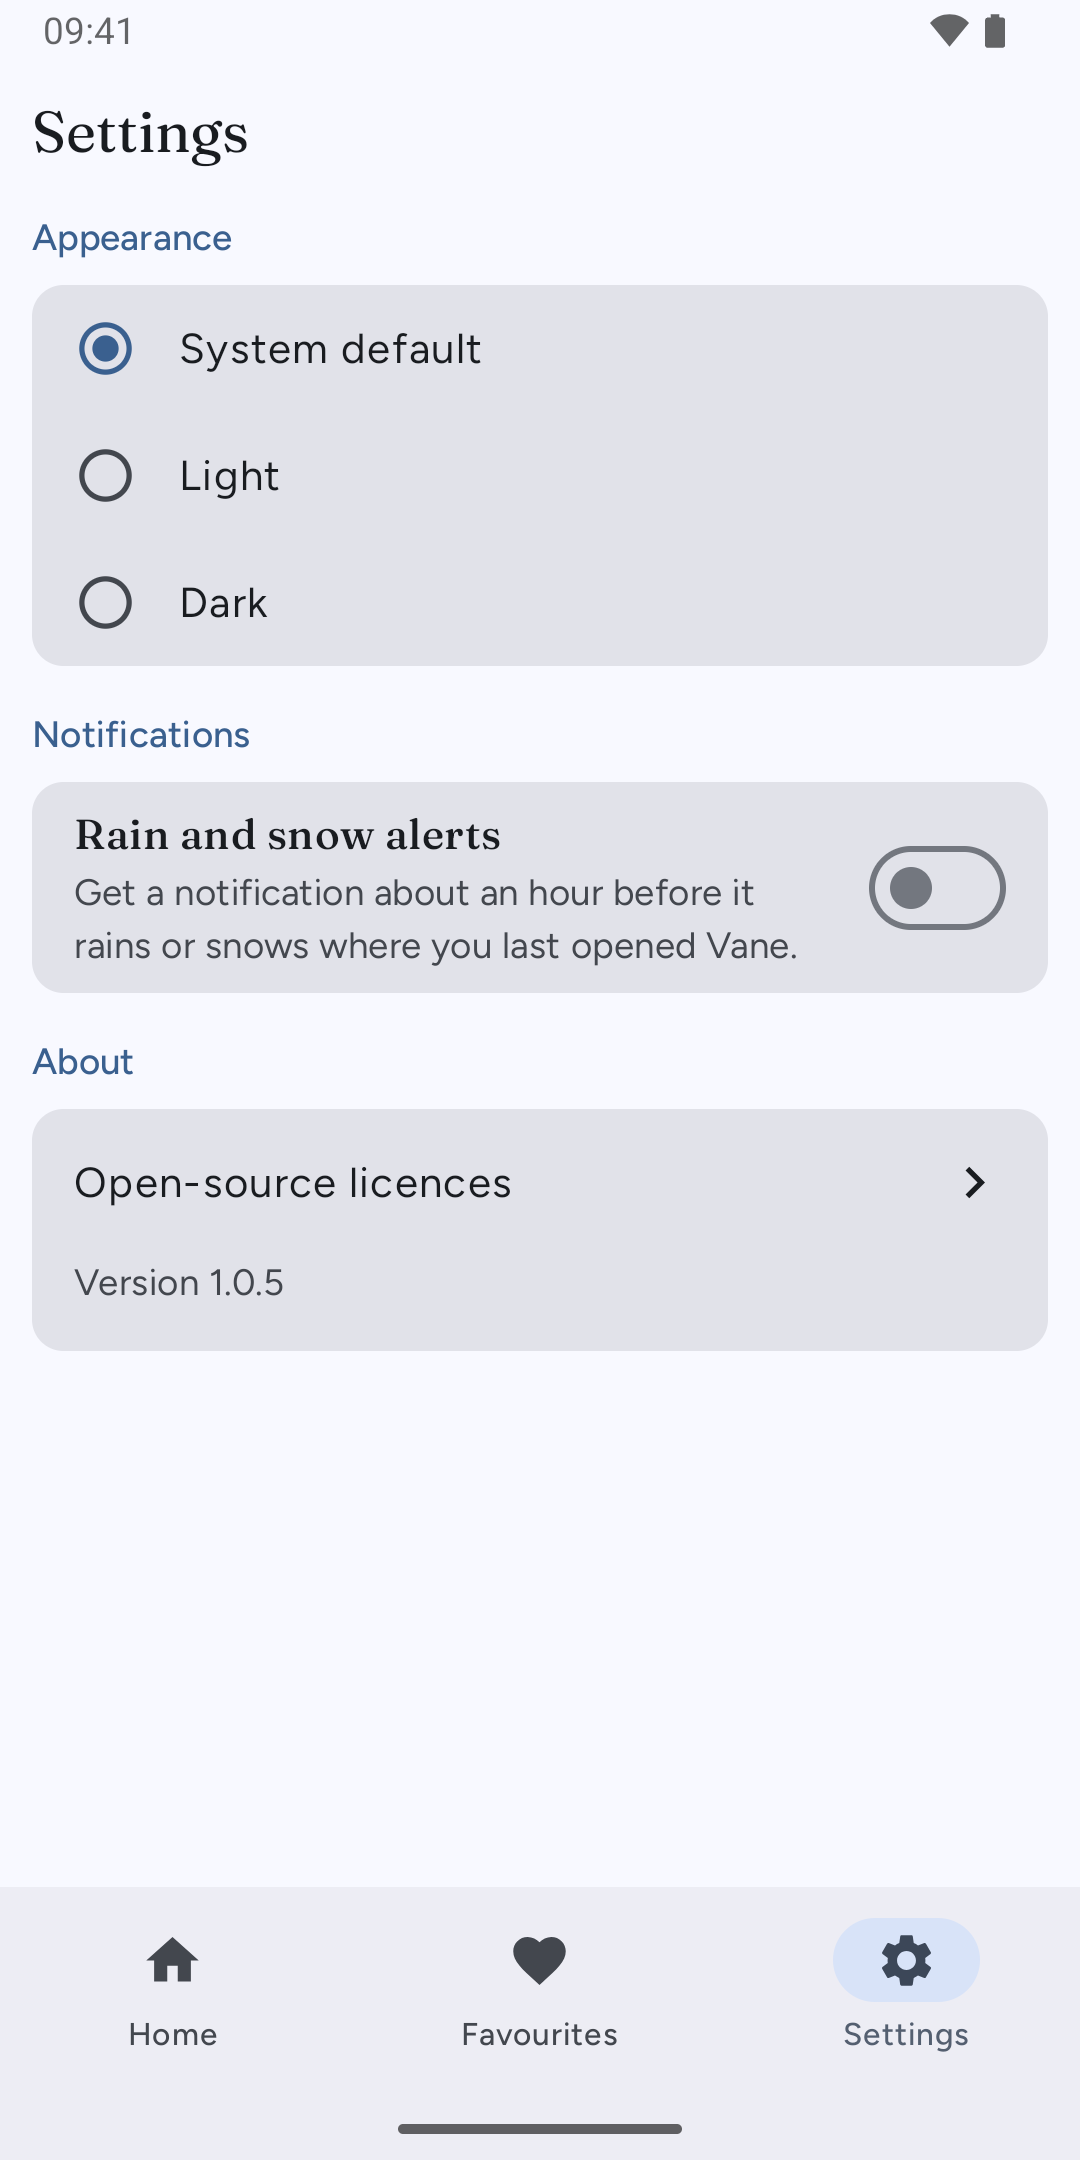 09:41
Settings
Appearance
System default
Light
Dark
Notifications
Rain and snow alerts
Get a notification about an hour before it
rains or snows where you last opened Vane.
About
Open-source licences
Version 1.0.5
Home
Favourites
Settings